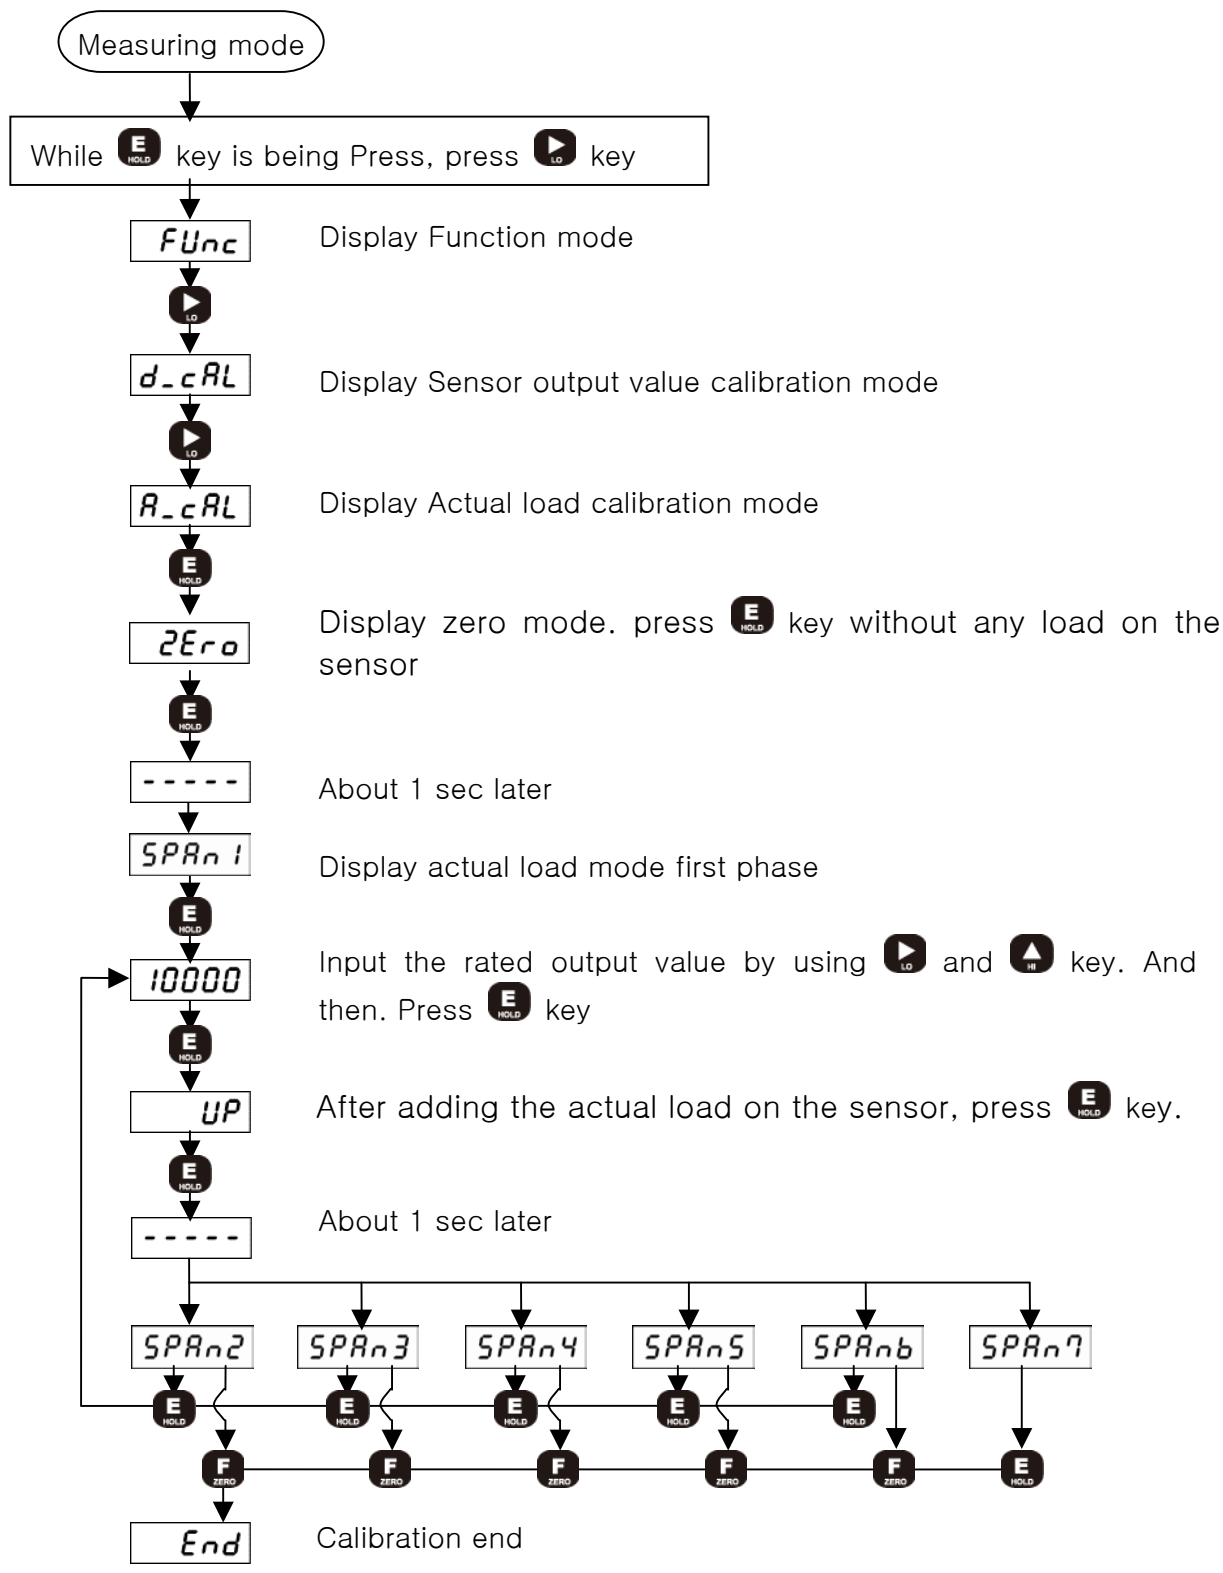 Measuring mode
While E HOLD key is being Press, press LO key
FUnc Display Function mode
LO
d_cAL Display Sensor output value calibration mode
LO
A_cAL Display Actual load calibration mode
E HOLD
2Ero Display zero mode. press E HOLD key without any load on the
sensor
E HOLD
- - - - - About 1 sec later
SPAn1 Display actual load mode first phase
E HOLD
10000 Input the rated output value by using LO and HI key. And
then. Press E HOLD key
E HOLD
UP After adding the actual load on the sensor, press E HOLD key.
E HOLD
- - - - - About 1 sec later
SPAn2 SPAn3 SPAn4 SPAn5 SPAn6 SPAn7
E HOLD E HOLD E HOLD E HOLD E HOLD
F ZERO F ZERO F ZERO F ZERO F ZERO E HOLD
End Calibration end